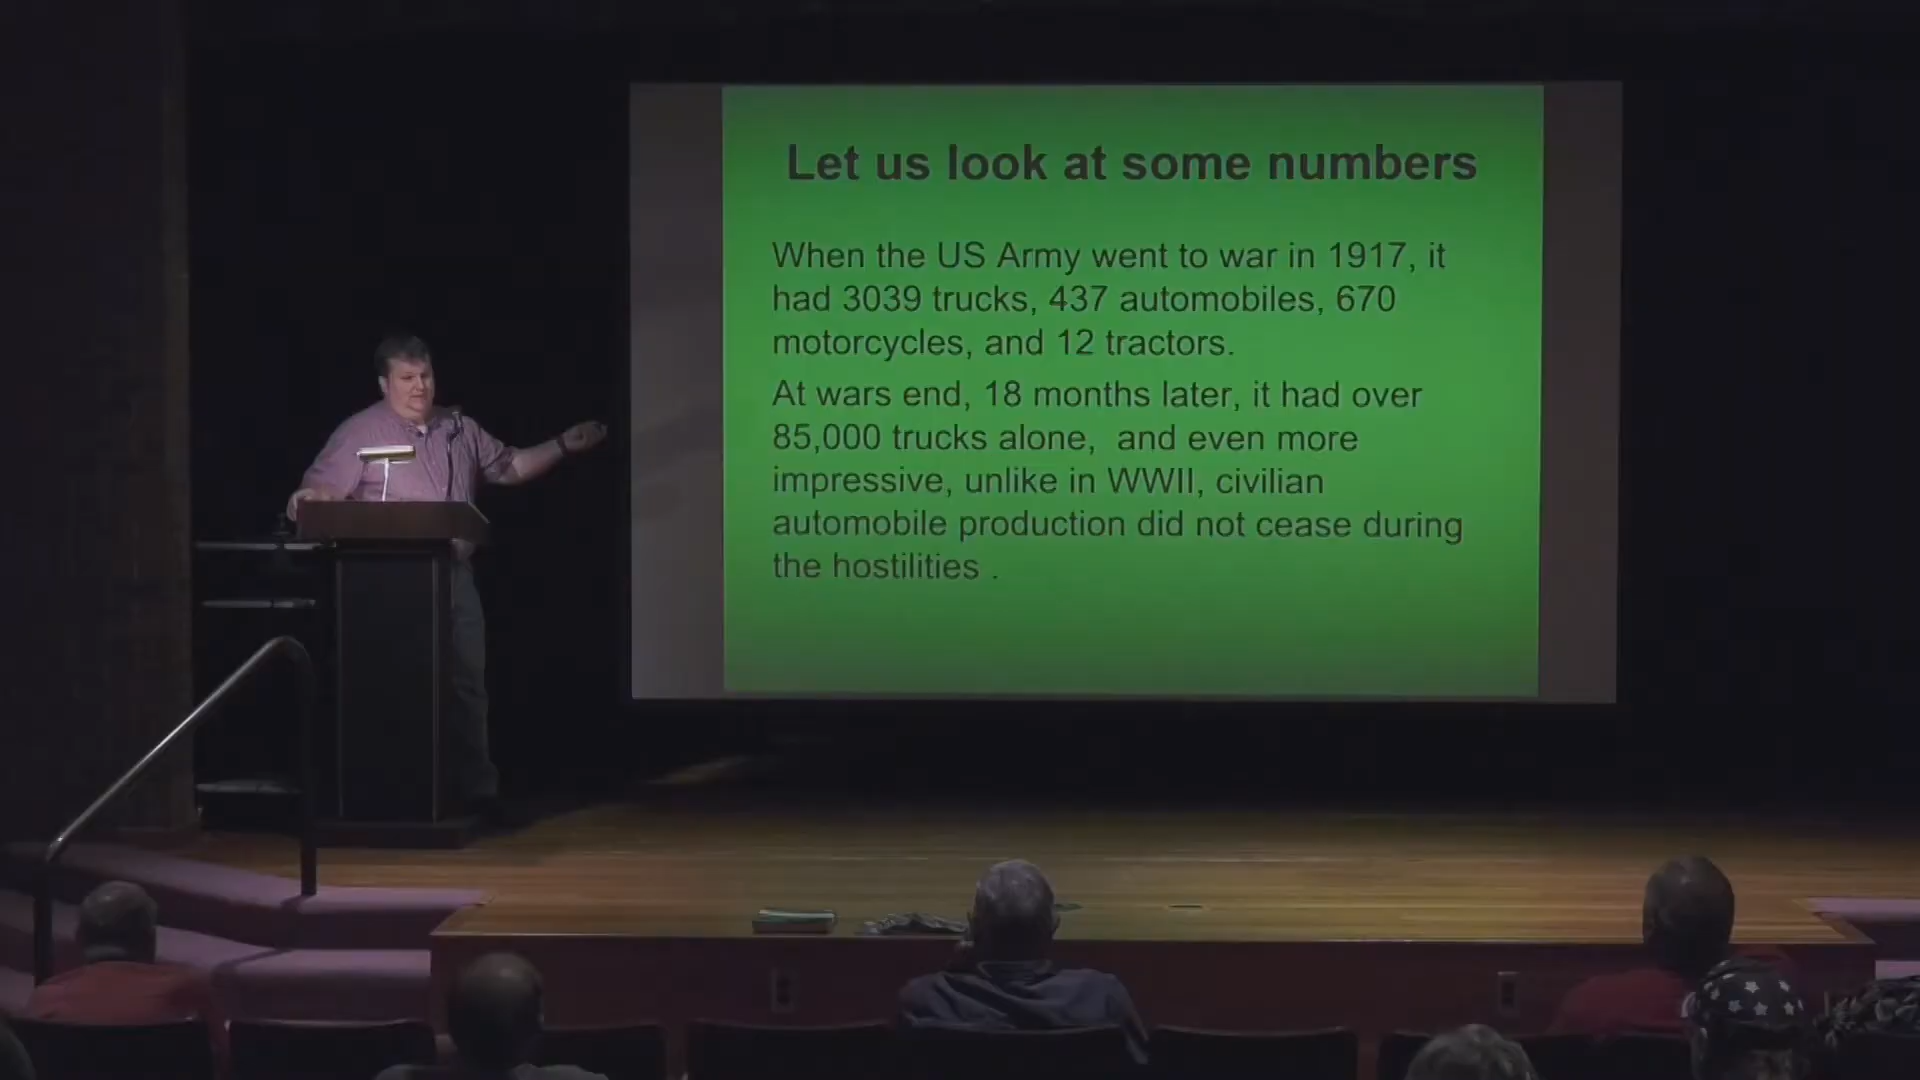 Let us look at some numbers
When the US Army went to war in 1917, it
had 3039 trucks, 437 automobiles, 670
motorcycles, and 12 tractors.
At wars end, 18 months later, it had over
85,000 trucks alone,  and even more
impressive, unlike in WWII, civilian
automobile production did not cease during
the hostilities .